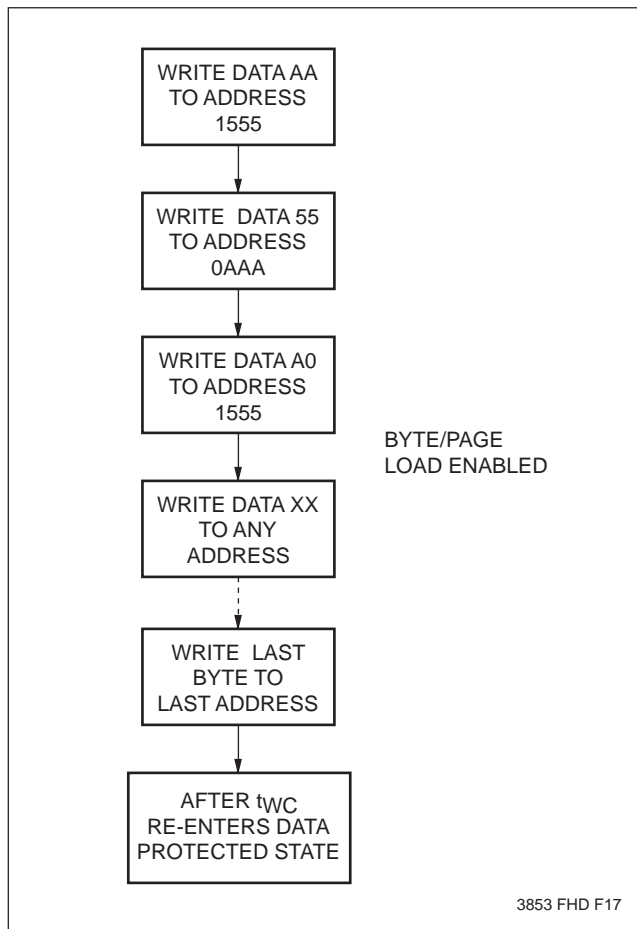 WRITE DATA AA
TO ADDRESS
1555
WRITE DATA 55
TO ADDRESS
0AAA
WRITE DATA A0
TO ADDRESS
1555
BYTE/PAGE
LOAD ENABLED
WRITE DATA XX
TO ANY
ADDRESS
WRITE LAST
BYTE TO
LAST ADDRESS
AFTER tWC
RE-ENTERS DATA
PROTECTED STATE
3853 FHD F17